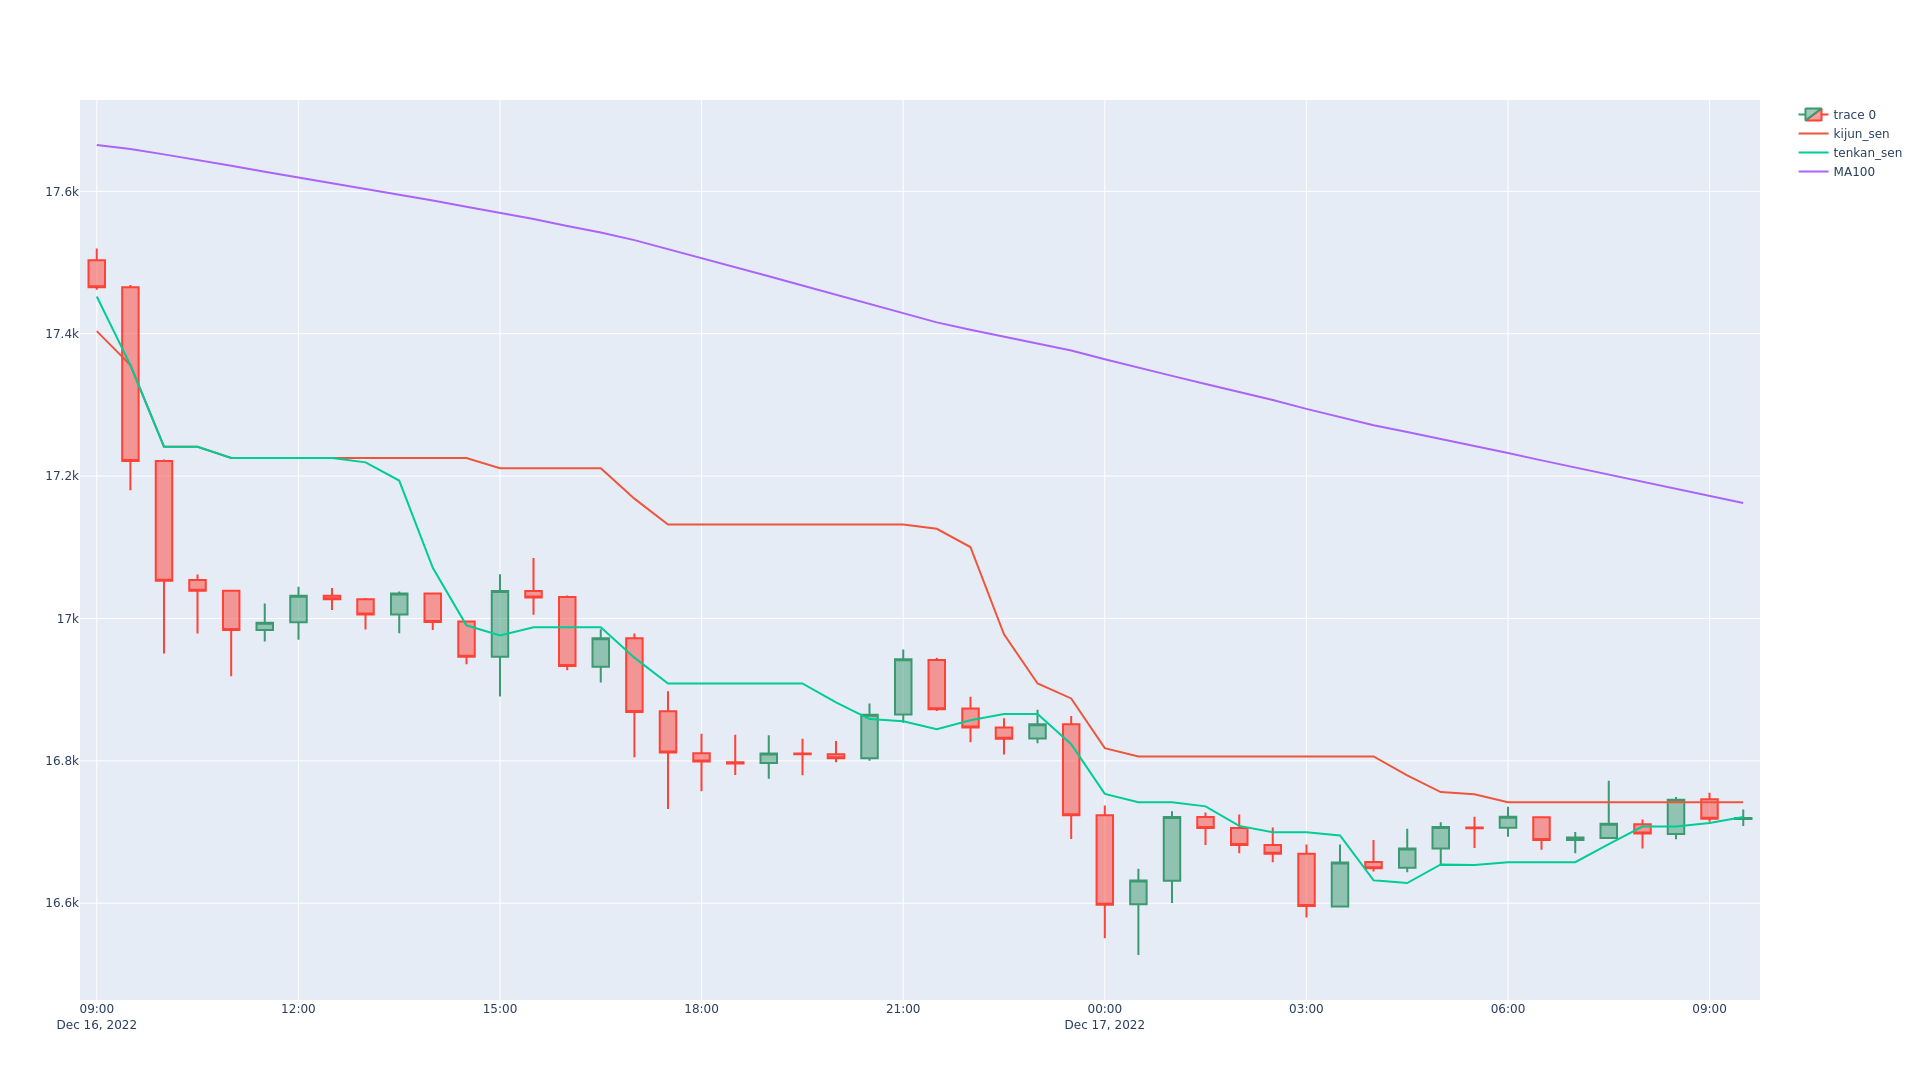 trace 0
kijun_sen
tenkan_sen
MA100
17.6k
17.4k
17.2k
17k
16.8k
16.6k
09:00 12:00 15:00 18:00 21:00 00:00 03:00 06:00 09:00
Dec 16, 2022 Dec 17, 2022